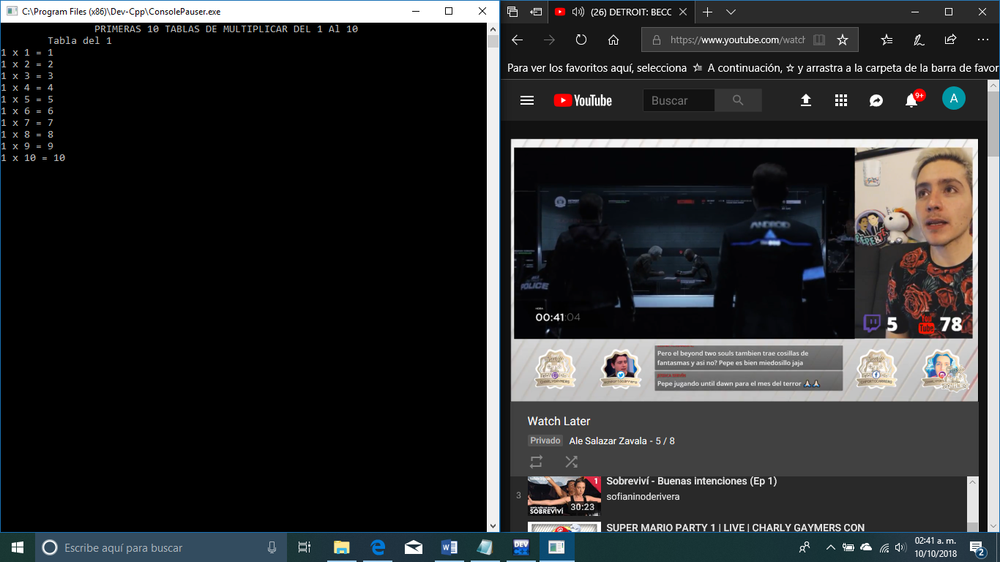 C:\Program Files (x86)\Dev-Cpp\ConsolePauser.exe
PRIMERAS 10 TABLAS DE MULTIPLICAR DEL 1 Al 10
Tabla del 1
1 x 1 = 1
1 x 2 = 2
1 x 3 = 3
1 x 4 = 4
1 x 5 = 5
1 x 6 = 6
1 x 7 = 7
1 x 8 = 8
1 x 9 = 9
1 x 10 = 10
(26) DETROIT: BECC
https://www.youtube.com/watch
Para ver los favoritos aquí, selecciona A continuación, y arrastra a la carpeta de la barra de favor
YouTube
Buscar
9+
A
ANDROID
POLICE
HORA
00:41:04
5
You Tube
78
Pero el beyond two souls tambien trae cosillas de
fantasmas y asi no? Pepe es bien miedosillo jaja
Pepe jugando until dawn para el mes del terror
Watch Later
Privado Ale Salazar Zavala - 5 / 8
3
1
SOBREVIVÍ
30:23
Sobreviví - Buenas intenciones (Ep 1)
sofianinoderivera
SUPER MARIO PARTY 1 | LIVE | CHARLY GAYMERS CON
Escribe aquí para buscar
DEV
02:41 a. m.
10/10/2018
2